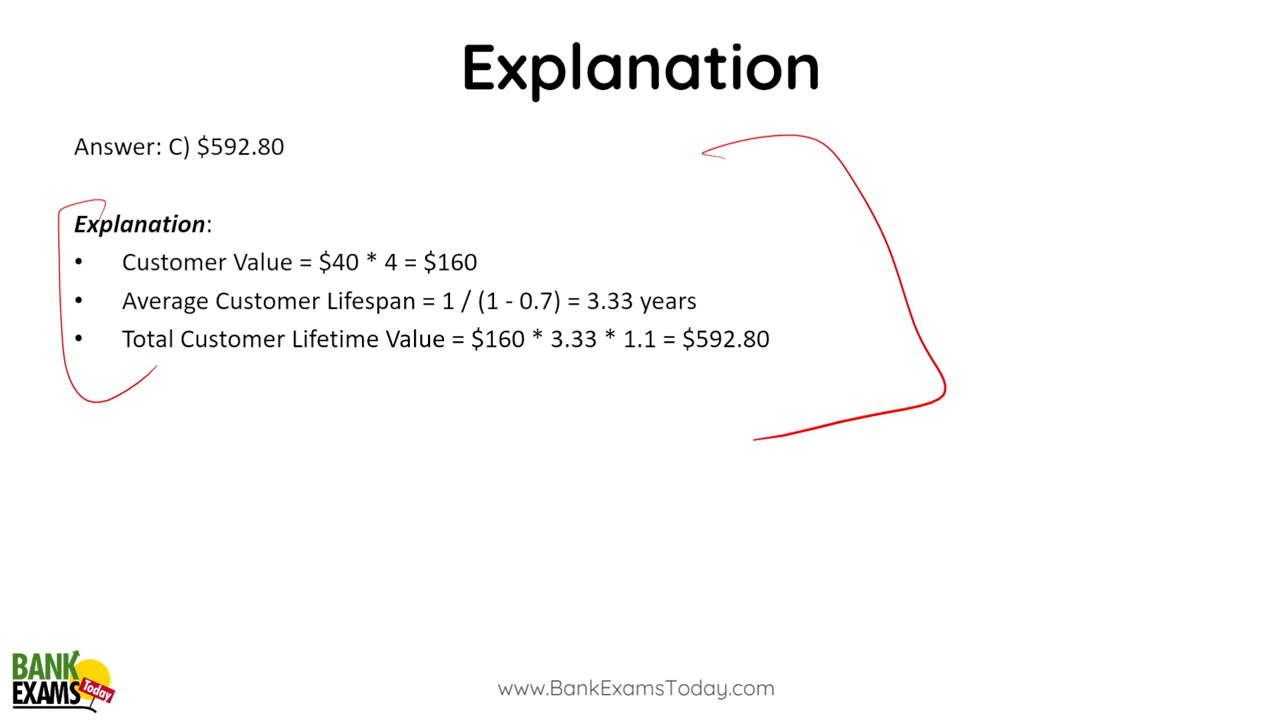 Explanation
Answer: C) $592.80
Explanation:
• Customer Value = $40 * 4 = $160
• Average Customer Lifespan = 1 / (1 - 0.7) = 3.33 years
• Total Customer Lifetime Value = $160 * 3.33 * 1.1 = $592.80
BANK
EXAMS
Today
www.BankExamsToday.com